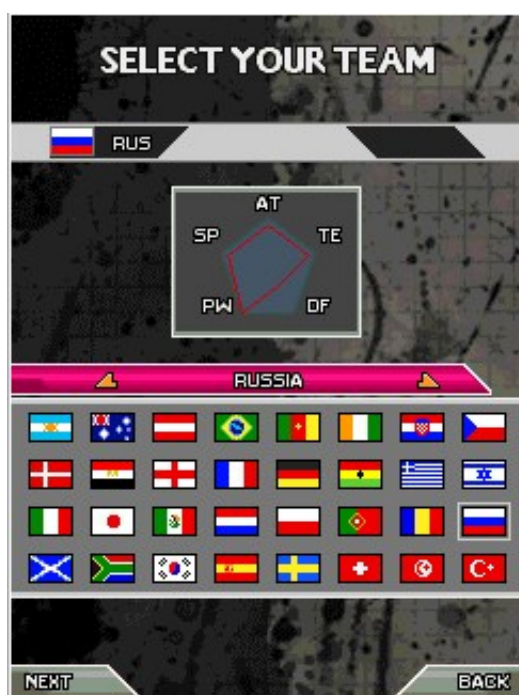 SELECT YOUR TEAM
RUS
AT
SP TE
PW DF
RUSSIA
NEXT BACK